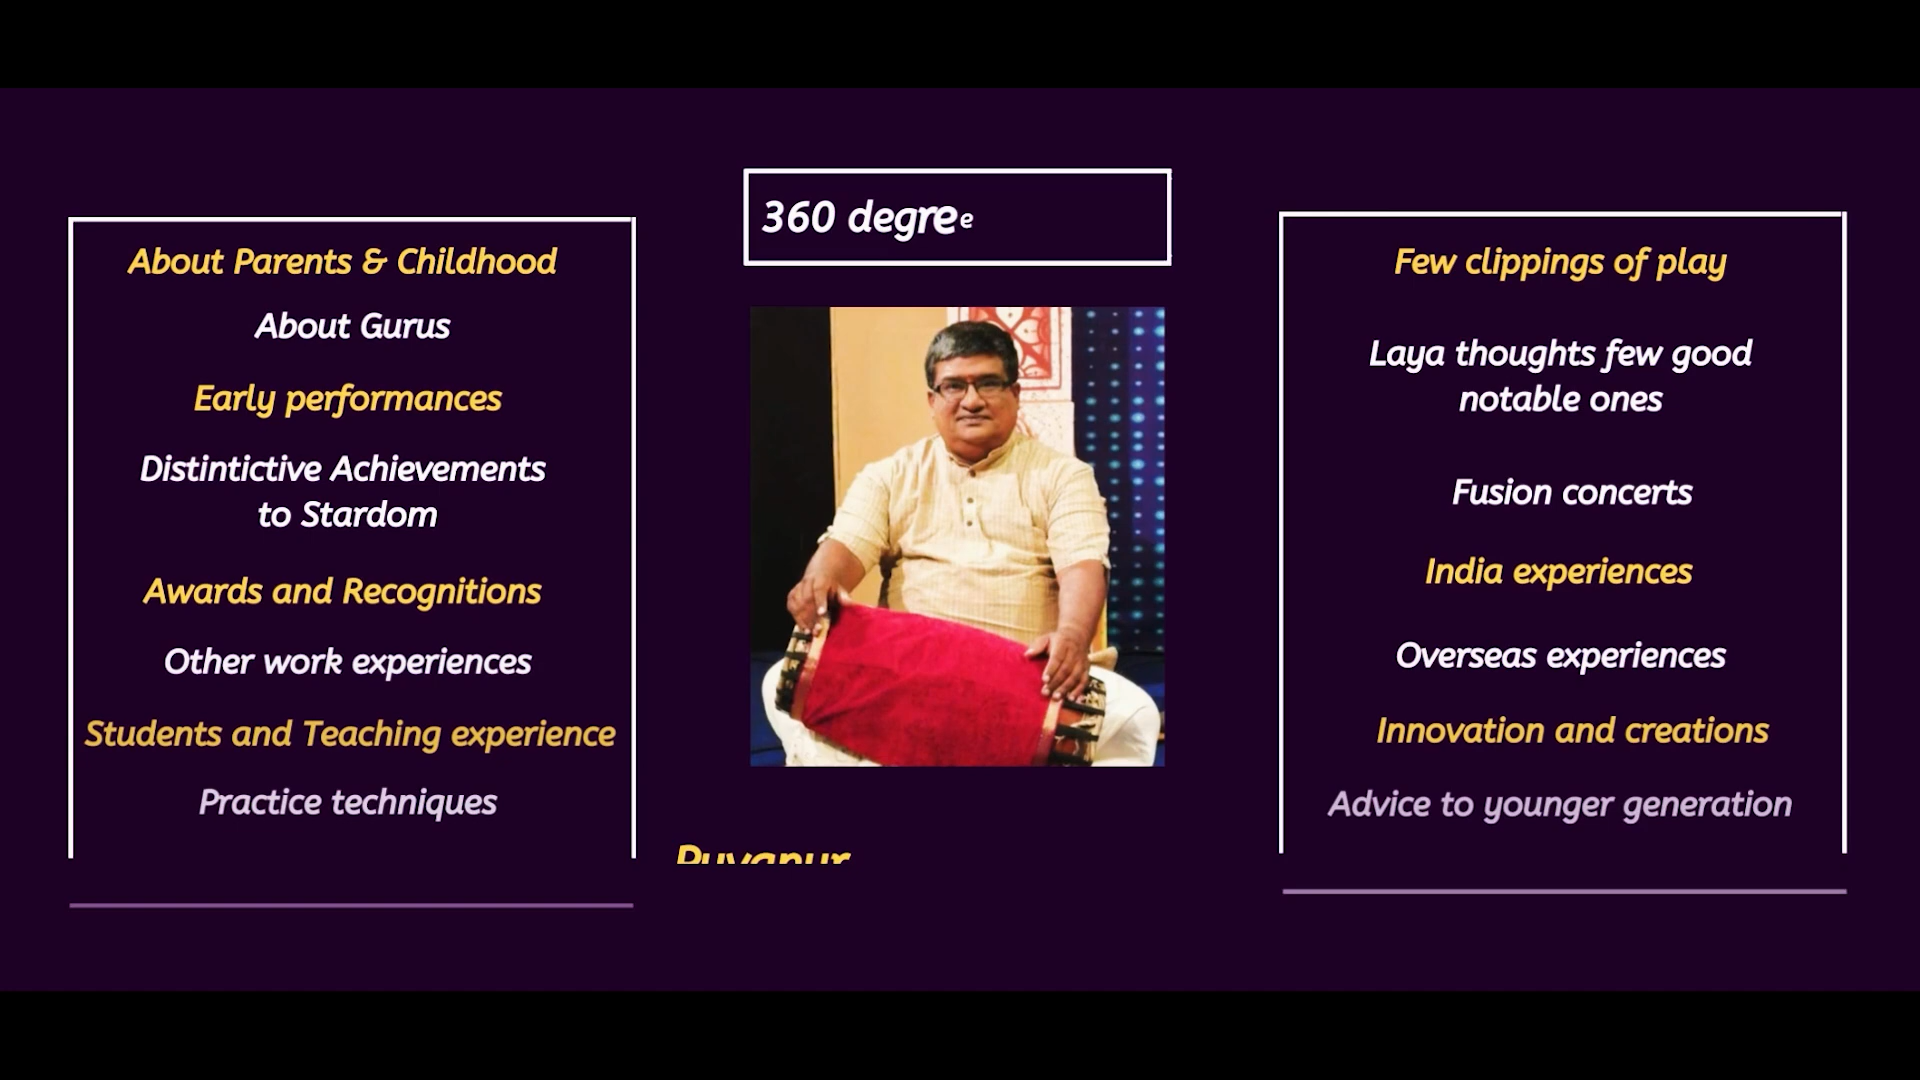 360 degree
About Parents & Childhood
About Gurus
Early performances
Distintictive Achievements
to Stardom
Awards and Recognitions
Other work experiences
Students and Teaching experience
Practice techniques
Few clippings of play
Laya thoughts few good
notable ones
Fusion concerts
India experiences
Overseas experiences
Innovation and creations
Advice to younger generation